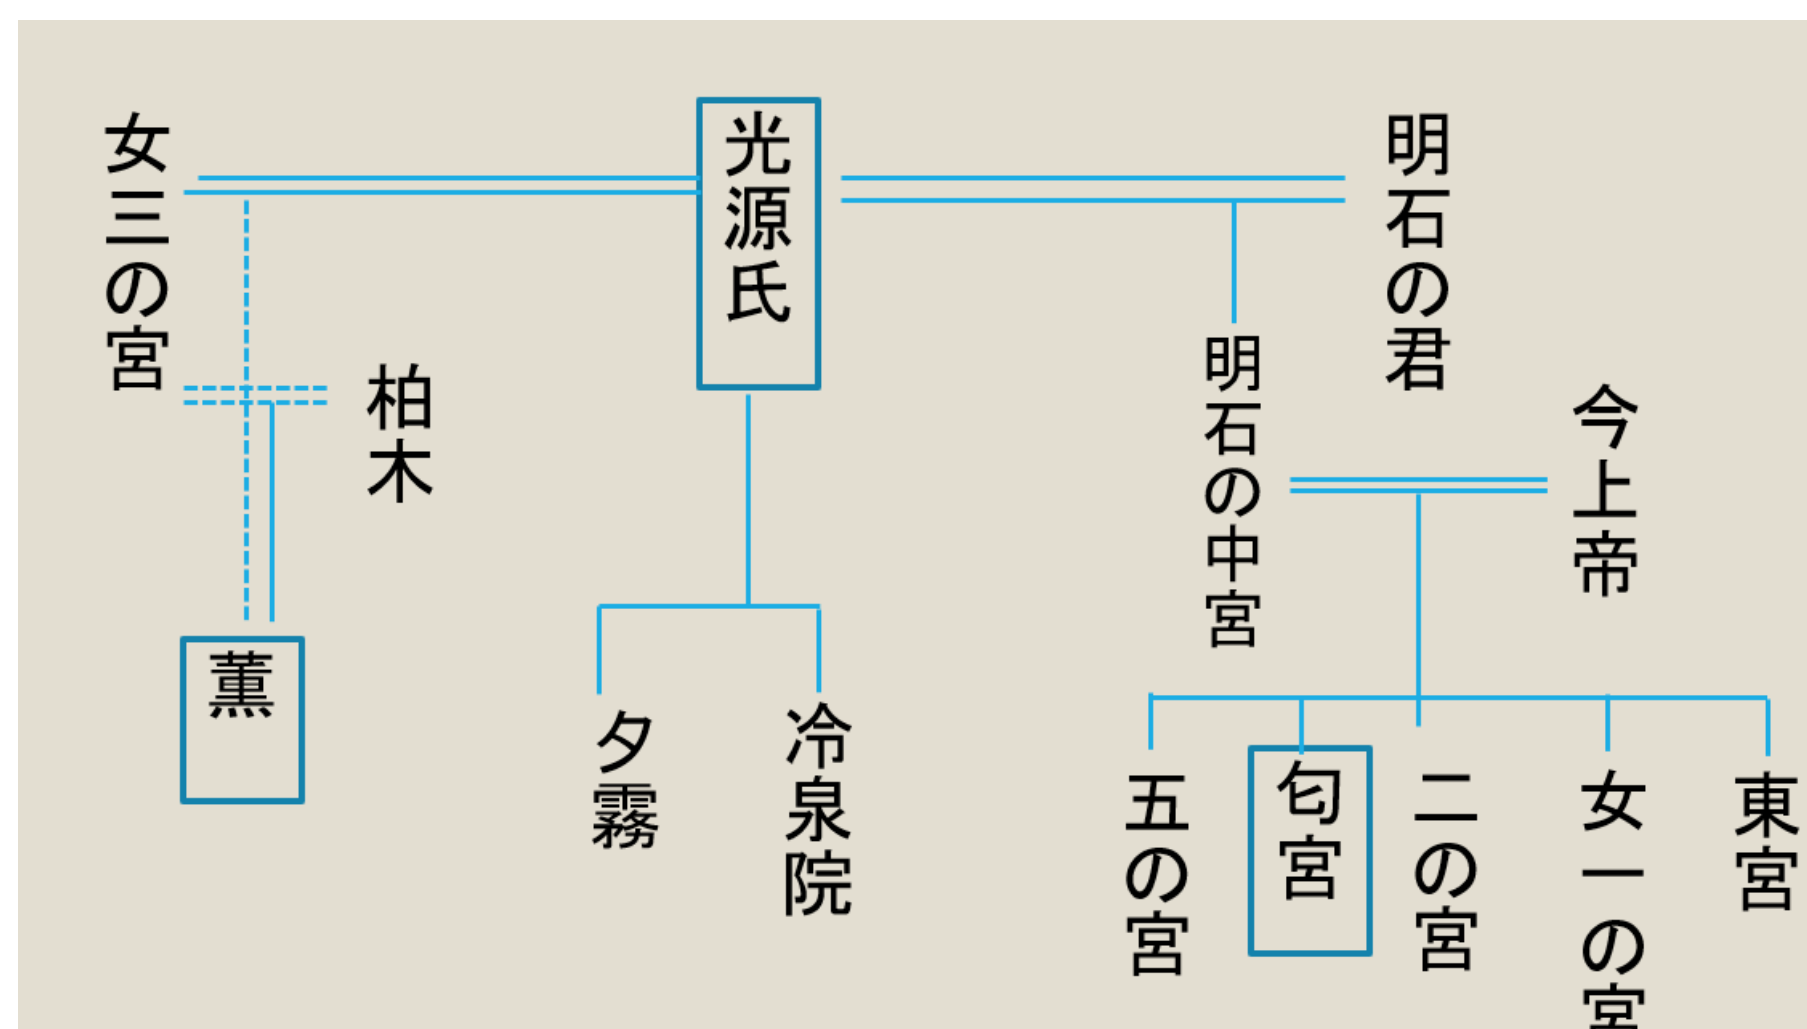 明石の君
光源氏
女三の宮
今上帝
明石の中宮
柏木
東宮
女一の宮
二の宮
匂宮
五の宮
冷泉院
夕霧
薫